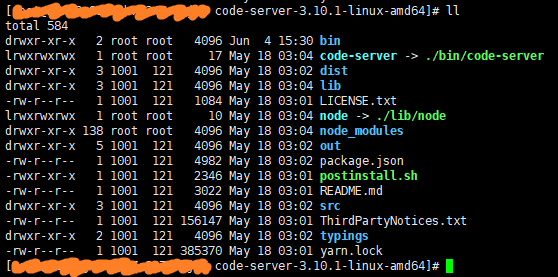 [ code-server-3.10.1-linux-amd64]# ll
total 584
drwxr-xr-x 2 root root 4096 Jun 4 15:30 bin
lrwxrwxrwx 1 root root 17 May 18 03:04 code-server -> ./bin/code-server
drwxr-xr-x 3 1001 121 4096 May 18 03:02 dist
drwxr-xr-x 3 1001 121 4096 May 18 03:04 lib
-rw-r--r-- 1 1001 121 1084 May 18 03:01 LICENSE.txt
lrwxrwxrwx 1 root root 10 May 18 03:04 node -> ./lib/node
drwxr-xr-x 138 root root 4096 May 18 03:04 node_modules
drwxr-xr-x 5 1001 121 4096 May 18 03:02 out
-rw-r--r-- 1 1001 121 4982 May 18 03:02 package.json
-rwxr-xr-x 1 1001 121 2346 May 18 03:01 postinstall.sh
-rw-r--r-- 1 1001 121 3022 May 18 03:01 README.md
drwxr-xr-x 3 1001 121 4096 May 18 03:02 src
-rw-r--r-- 1 1001 121 156147 May 18 03:01 ThirdPartyNotices.txt
drwxr-xr-x 2 1001 121 4096 May 18 03:02 typings
-rw-r--r-- 1 1001 121 385370 May 18 03:01 yarn.lock
[ code-server-3.10.1-linux-amd64]#